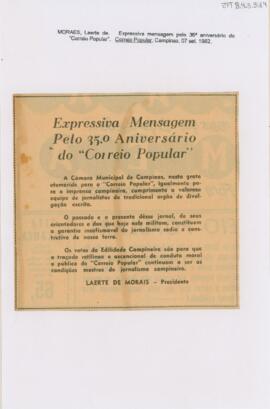 MORAES, Laerte de. Expressiva mensagem pelo 36º aniversário do
"Correio Popular". Correio Popular, Campinas, 07 set. 1962.
Expressiva Mensagem
Pelo 35.o Aniversário
do "Correio Popular"
A Câmara Municipal de Campinas, nesta grata
efeméride para o "Correio Popular", igualmente pa-
ra a imprensa campineira, cumprimenta a valorosa
equipe de jornalistas do tradicional orgão de divul-
gação escrita.
O passado e o presente dêsse jornal, de seus
orientadores e dos que hoje nele militam, constituem
a garantia insofismavel do jornalismo sadio e cons-
trutivo de nossa terra.
Os votos da Edilidade Campineira são para que
a traçado retilineo e ascencional de conduta moral
e publica do "Correio Popular" continuem a ser as
condições mestras do jornalismo campineiro.
LAERTE DE MORAIS - Presidente